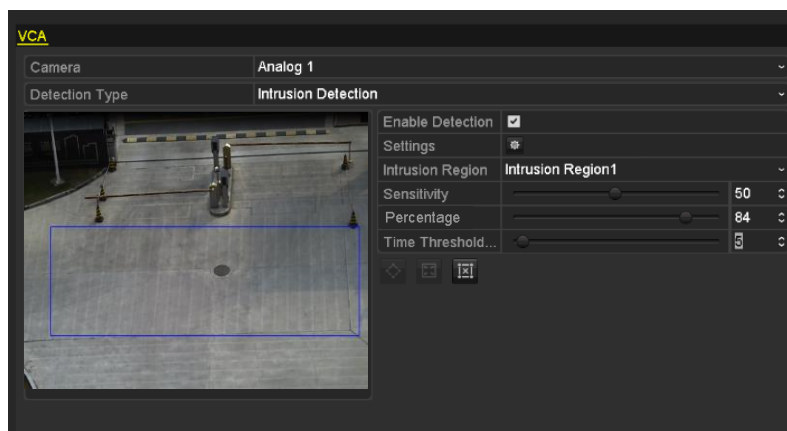 VCA
Camera Analog 1
Detection Type Intrusion Detection
Enable Detection
Settings
Intrusion Region Intrusion Region1
Sensitivity 50
Percentage 84
Time Threshold... 5